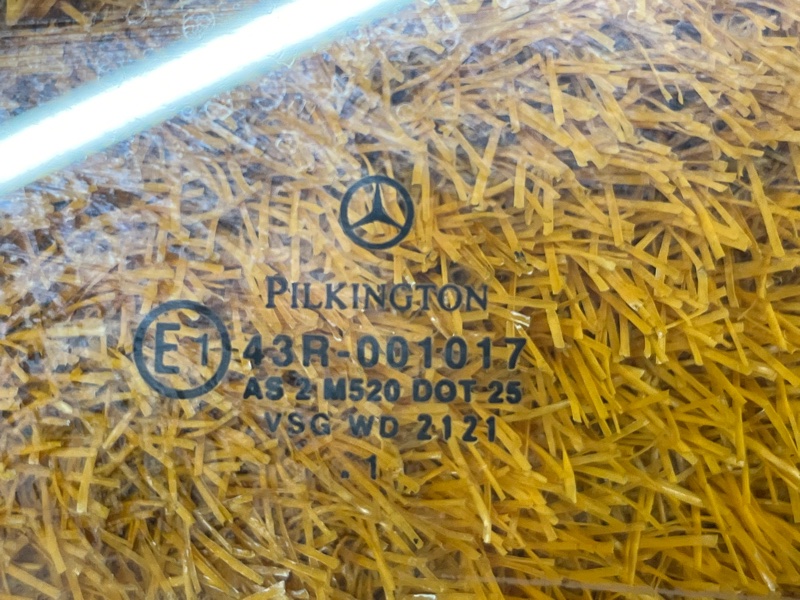 PILKINGTON
E1 43R-001017
AS 2 M520 DOT 25
VSG WD 2121
. 1